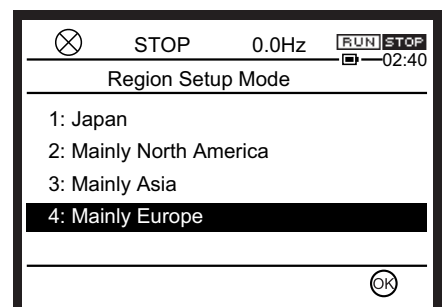 STOP 0.0Hz RUN STOP
02:40
Region Setup Mode
1: Japan
2: Mainly North America
3: Mainly Asia
4: Mainly Europe
OK